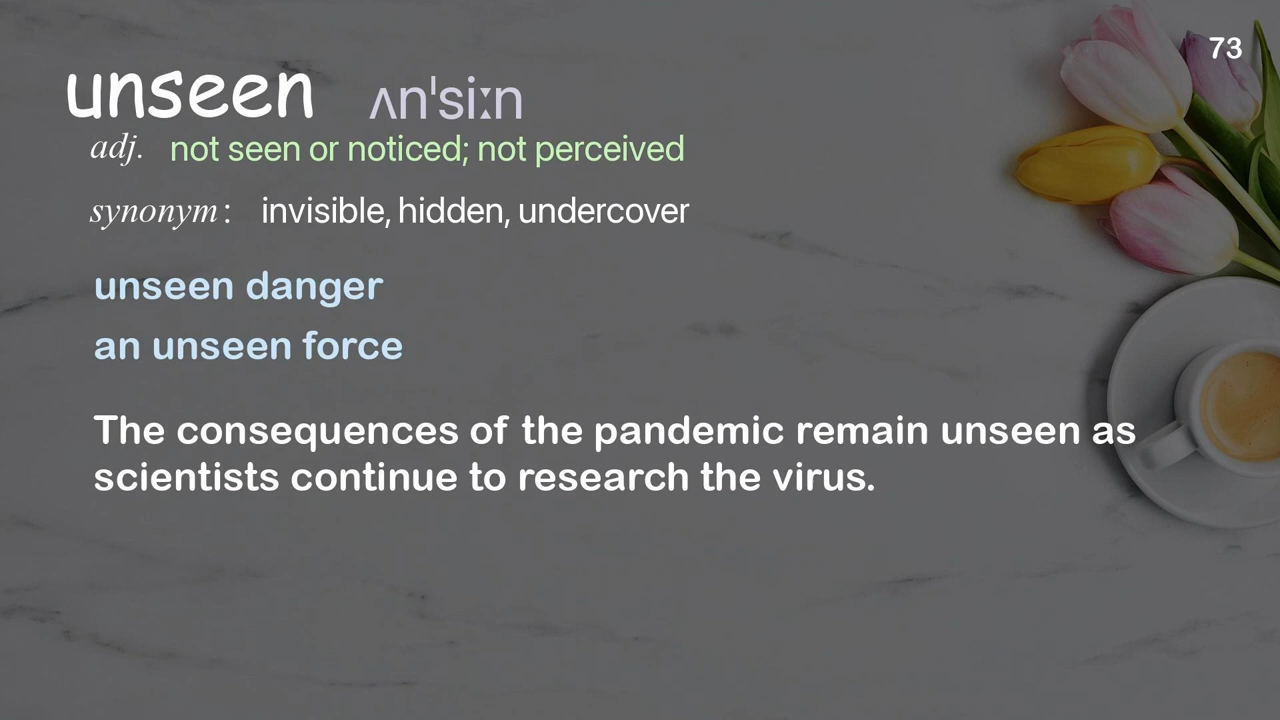 73
unseen ʌnˈsiːn
adj. not seen or noticed; not perceived
synonym: invisible, hidden, undercover
unseen danger
an unseen force
The consequences of the pandemic remain unseen as
scientists continue to research the virus.